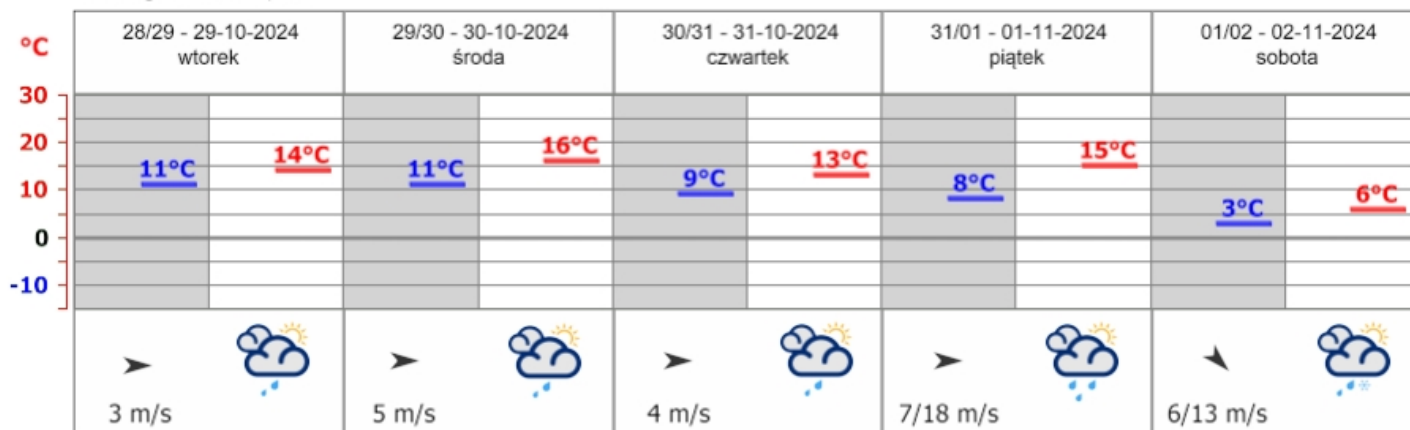 28/29 - 29-10-2024
wtorek
29/30 - 30-10-2024
środa
30/31 - 31-10-2024
czwartek
31/01 - 01-11-2024
piątek
01/02 - 02-11-2024
sobota
°C
30
20
10
0
-10
11°C
14°C
11°C
16°C
9°C
13°C
8°C
15°C
3°C
6°C
3 m/s
5 m/s
4 m/s
7/18 m/s
6/13 m/s